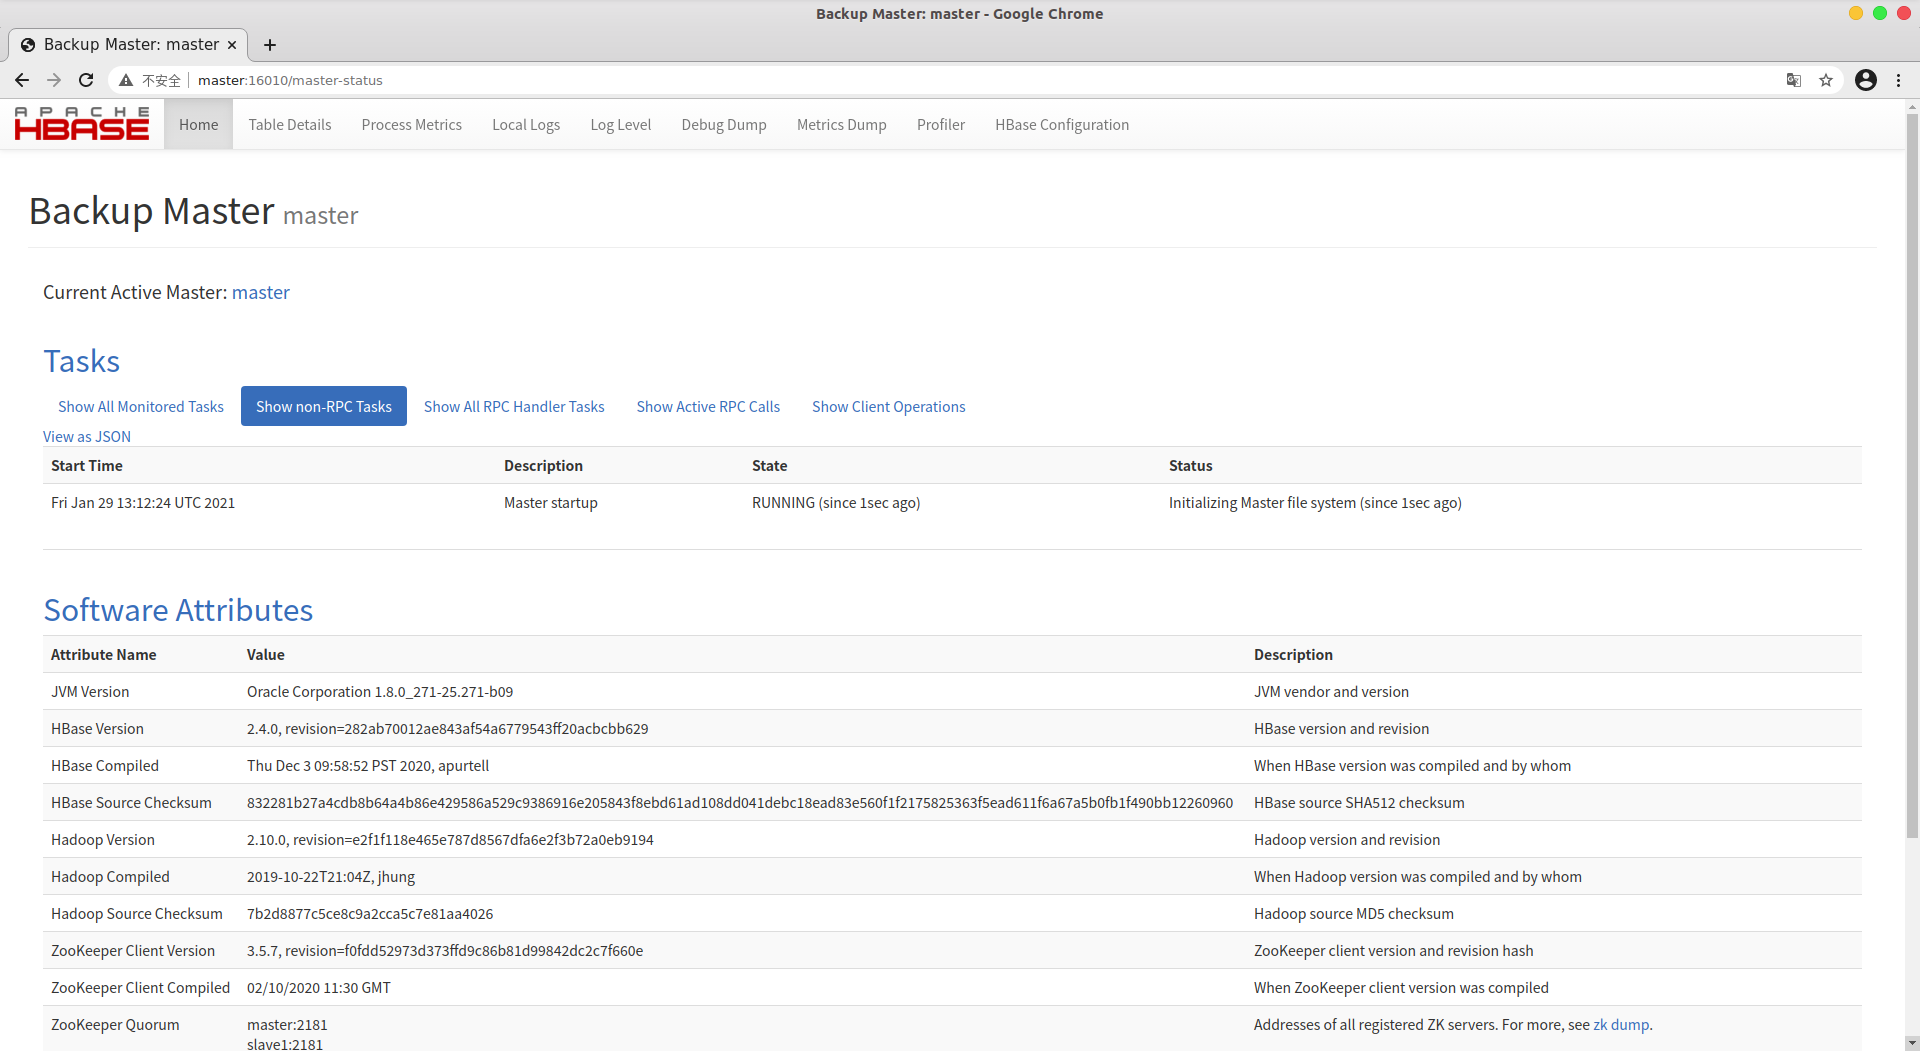 Backup Master: master - Google Chrome
Backup Master: master
不安全 master:16010/master-status
APACHE
HBASE
Home Table Details Process Metrics Local Logs Log Level Debug Dump Metrics Dump Profiler HBase Configuration
Backup Master master
Current Active Master: master
Tasks
Show All Monitored Tasks Show non-RPC Tasks Show All RPC Handler Tasks Show Active RPC Calls Show Client Operations
View as JSON
Start Time Description State Status
Fri Jan 29 13:12:24 UTC 2021 Master startup RUNNING (since 1sec ago) Initializing Master file system (since 1sec ago)
Software Attributes
Attribute Name Value Description
JVM Version Oracle Corporation 1.8.0_271-25.271-b09 JVM vendor and version
HBase Version 2.4.0, revision=282ab70012ae843af54a6779543ff20acbcbb629 HBase version and revision
HBase Compiled Thu Dec 3 09:58:52 PST 2020, apurtell When HBase version was compiled and by whom
HBase Source Checksum 832281b27a4cdb8b64a4b86e429586a529c9386916e205843f8ebd61ad108dd041debc18ead83e560f1f2175825363f5ead611f6a67a5b0fb1f490bb12260960 HBase source SHA512 checksum
Hadoop Version 2.10.0, revision=e2f1f118e465e787d8567dfa6e2f3b72a0eb9194 Hadoop version and revision
Hadoop Compiled 2019-10-22T21:04Z, jhung When Hadoop version was compiled and by whom
Hadoop Source Checksum 7b2d8877c5ce8c9a2cca5c7e81aa4026 Hadoop source MD5 checksum
ZooKeeper Client Version 3.5.7, revision=f0fdd52973d373ffd9c86b81d99842dc2c7f660e ZooKeeper client version and revision hash
ZooKeeper Client Compiled 02/10/2020 11:30 GMT When ZooKeeper client version was compiled
ZooKeeper Quorum master:2181 Addresses of all registered ZK servers. For more, see zk dump.
slave1:2181